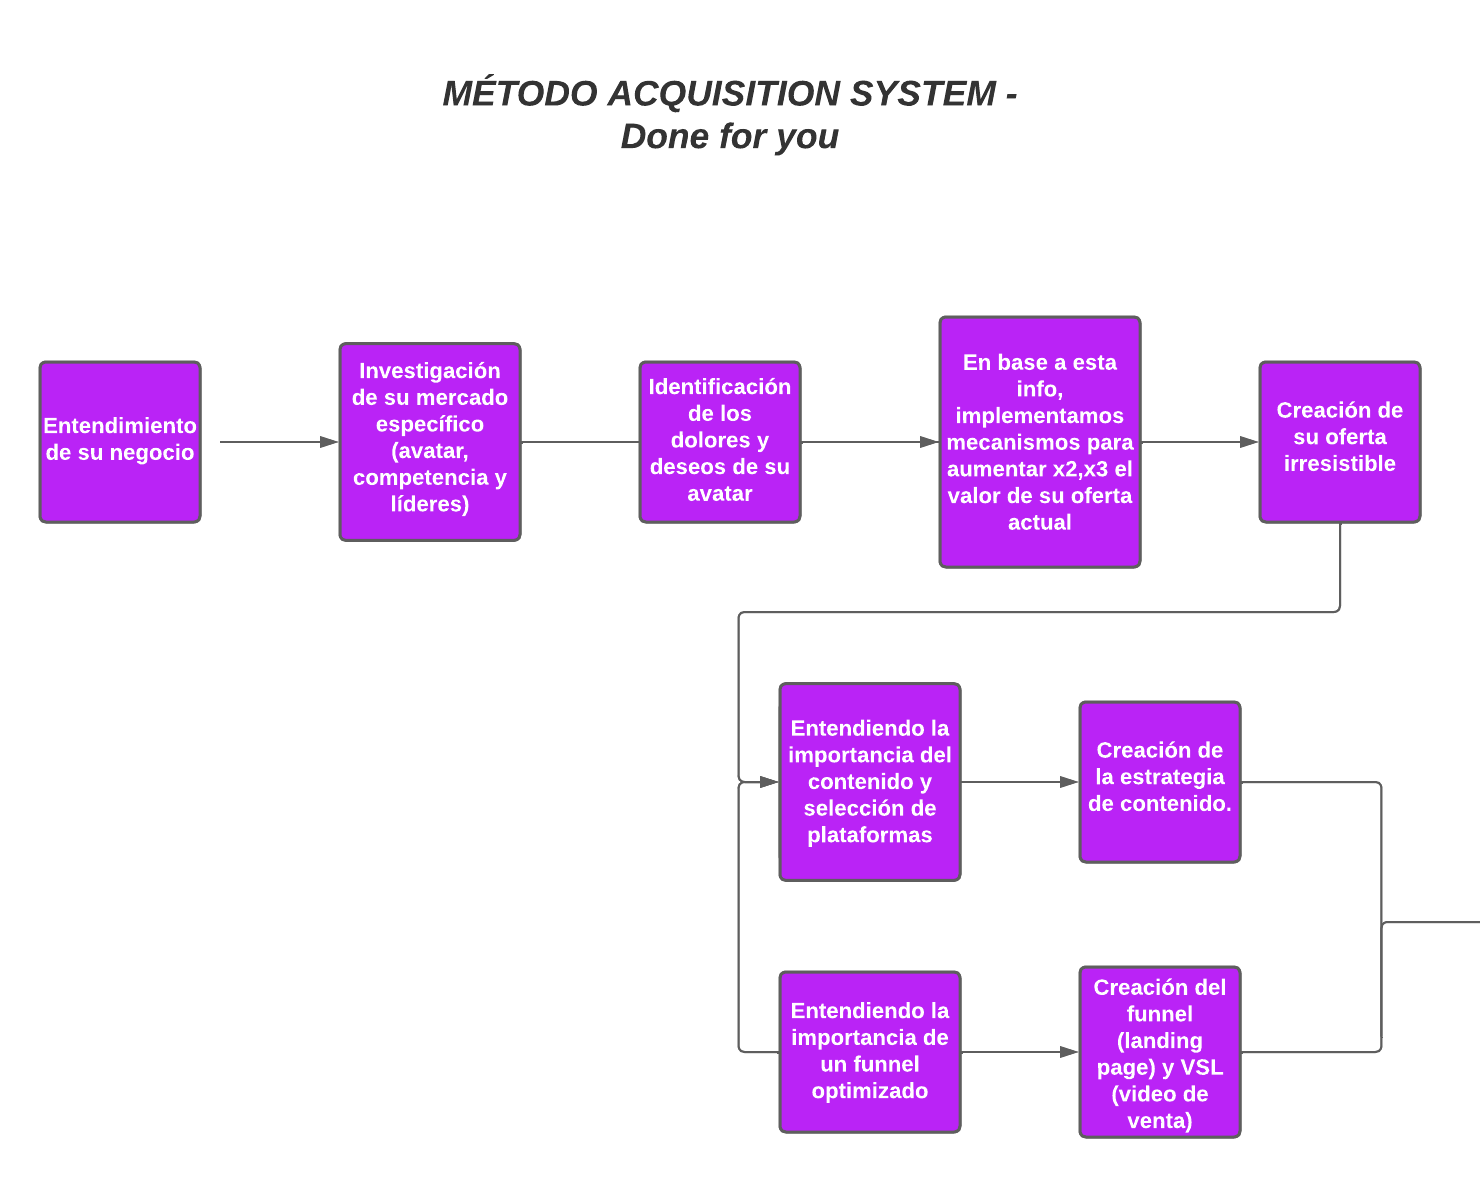 MÉTODO ACQUISITION SYSTEM -
Done for you
Entendimiento
de su negocio
Investigación
de su mercado
específico
(avatar,
competencia y
líderes)
Identificación
de los
dolores y
deseos de su
avatar
En base a esta
info,
implementamos
mecanismos para
aumentar x2,x3 el
valor de su oferta
actual
Creación de
su oferta
irresistible
Entendiendo la
importancia del
contenido y
selección de
plataformas
Creación de
la estrategia
de contenido.
Entendiendo la
importancia de
un funnel
optimizado
Creación del
funnel
(landing
page) y VSL
(video de
venta)